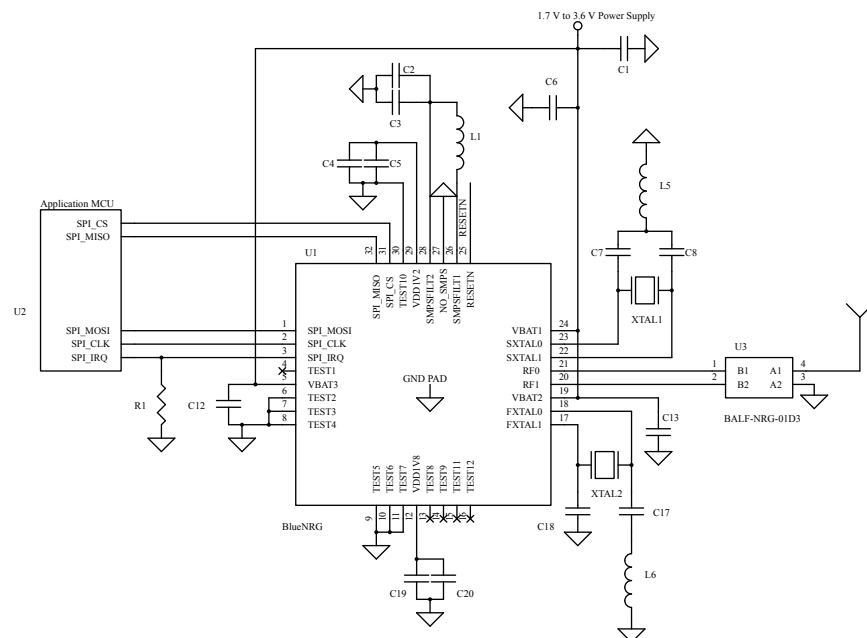 1.7 V to 3.6 V Power Supply
C1
C2
C6
C3
L1
C4
C5
L5
RESETN
Application MCU
SPI_CS
SPI_MISO
C7
C8
U1
32
31
30
29
28
27
26
25
XTAL1
U2
SPI_MISO
SPI_CS
TEST10
VDD1V2
SMPSFILT2
NO_SMPS
SMPSFILT1
RESETN
SPI_MOSI
1
SPI_MOSI
VBAT1
24
SPI_CLK
2
SPI_CLK
SXTAL0
23
U3
SPI_IRQ
3
SPI_IRQ
SXTAL1
22
4
TEST1
RF0
21
1
B1
A1
4
5
VBAT3
GND PAD
RF1
20
2
B2
A2
3
6
TEST2
VBAT2
19
R1
C12
7
TEST3
FXTAL0
18
C13
BALF-NRG-01D3
8
TEST4
FXTAL1
17
TEST5
TEST6
TEST7
VDD1V8
TEST8
TEST9
TEST11
TEST12
XTAL2
9
10
11
12
13
14
15
16
C18
C17
BlueNRG
L6
C19
C20